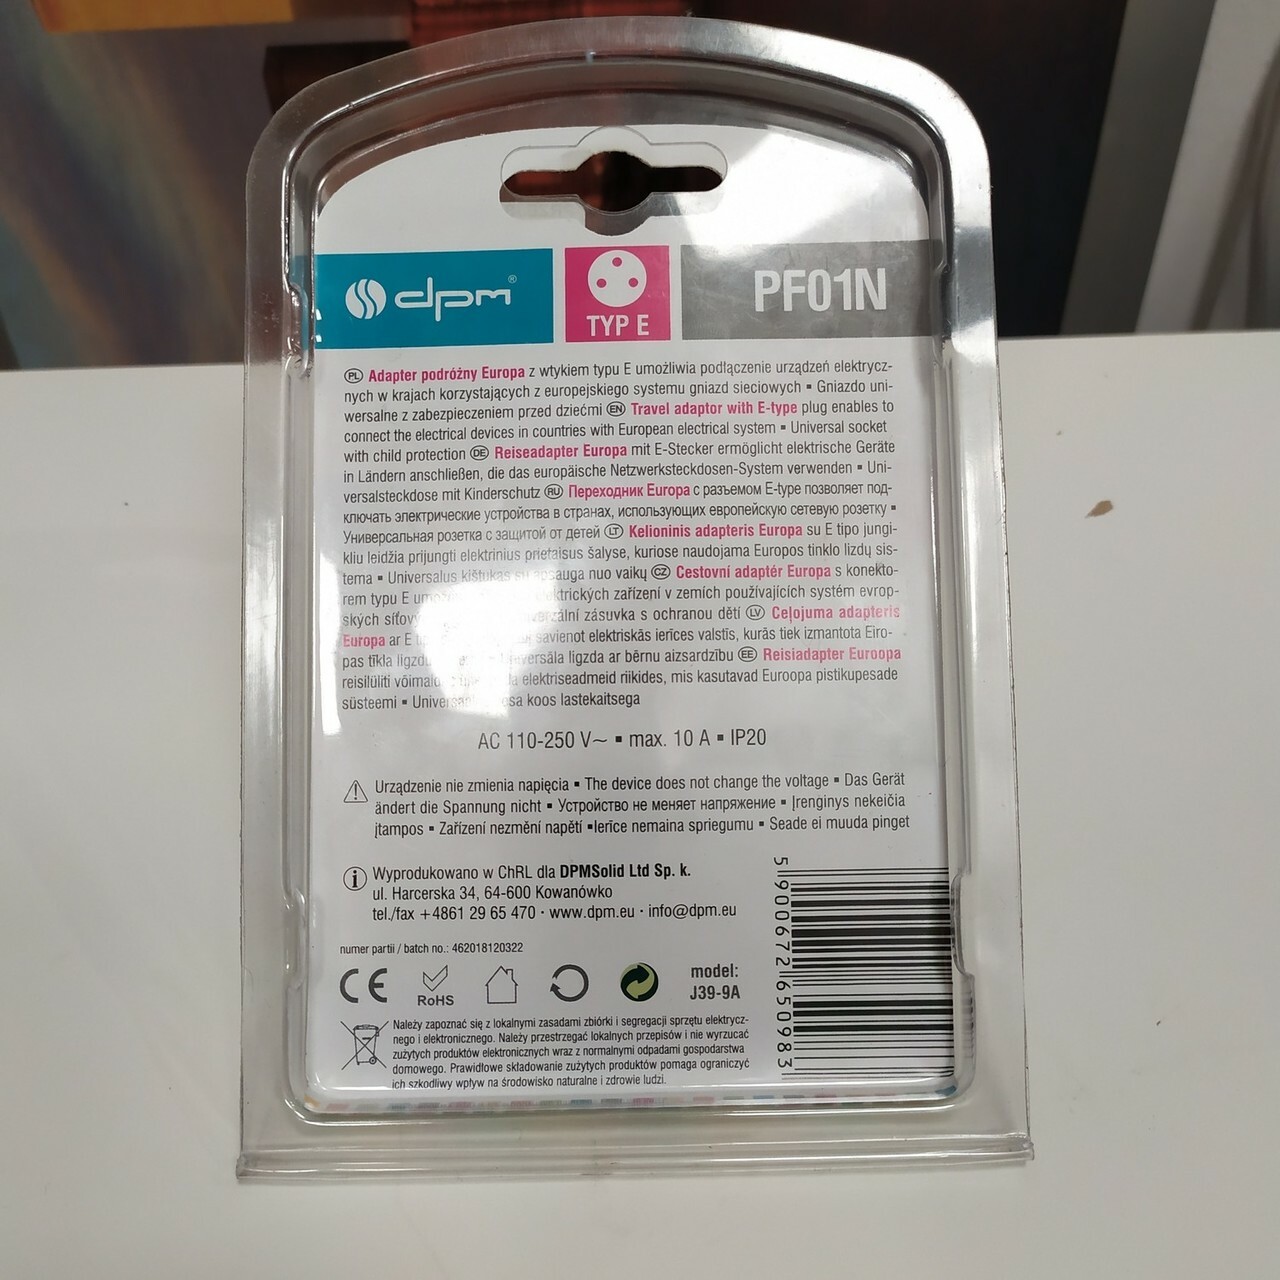 dpm®
TYP E
PF01N
PL Adapter podróżny Europa z wtykiem typu E umożliwia podłączenie urządzeń elektrycz-
nych w krajach korzystających z europejskiego systemu gniazd sieciowych ▪ Gniazdo uni-
wersalne z zabezpieczeniem przed dziećmi EN Travel adaptor with E-type plug enables to
connect the electrical devices in countries with European electrical system ▪ Universal socket
with child protection DE Reiseadapter Europa mit E-Stecker ermöglicht elektrische Geräte
in Ländern anschließen, die das europäische Netzwerksteckdosen-System verwenden ▪ Uni-
versalsteckdose mit Kinderschutz RU Переходник Europa с разъемом E-type позволяет под-
ключать электрические устройства в странах, использующих европейскую сетевую розетку ▪
Универсальная розетка с защитой от детей LT Kelioninis adapteris Europa su E tipo jungi-
kliu leidžia prijungti elektrinius prietaisus šalyse, kuriose naudojama Europos tinklo lizdų sis-
tema ▪ Universalus kištukas su apsauga nuo vaikų CZ Cestovní adaptér Europa s konekto-
rem typu E zařízení v zemích používajících systém evrop-
ských zásuvka s ochranou dětí LV Ceļojuma adapteris
Europa ar E savienot elektriskās ierīces valstīs, kurās tiek izmantota Eiro-
pas tīkla ▪ Universāla ligzda ar bērnu aizsardzību EE Reisiadapter Euroopa
reisilüliti elektriseadmeid riikides, mis kasutavad Euroopa pistikupesade
süsteemi ▪ koos lastekaitsega
AC 110-250 V~ ▪ max. 10 A ▪ IP20
Urządzenie nie zmienia napięcia ▪ The device does not change the voltage ▪ Das Gerät
ändert die Spannung nicht ▪ Устройство не меняет напряжение ▪ Įrenginys nekeičia
įtampos ▪ Zařízení nezmění napětí ▪Ierīce nemaina spriegumu ▪ Seade ei muuda pinget
i Wyprodukowano w ChRL dla DPMSolid Ltd Sp. k.
ul. Harcerska 34, 64-600 Kowanówko
tel./fax +4861 29 65 470 · www.dpm.eu · info@dpm.eu
numer partii / batch no.: 462018120322
CE
RoHS
model:
J39-9A
Należy zapoznać się z lokalnymi zasadami zbiórki i segregacji sprzętu elektrycz-
nego i elektronicznego. Należy przestrzegać lokalnych przepisów i nie wyrzucać
zużytych produktów elektronicznych wraz z normalnymi odpadami gospodarstwa
domowego. Prawidłowe składowanie zużytych produktów pomaga ograniczyć
ich szkodliwy wpływ na środowisko naturalne i zdrowie ludzi.
5 900672 650983